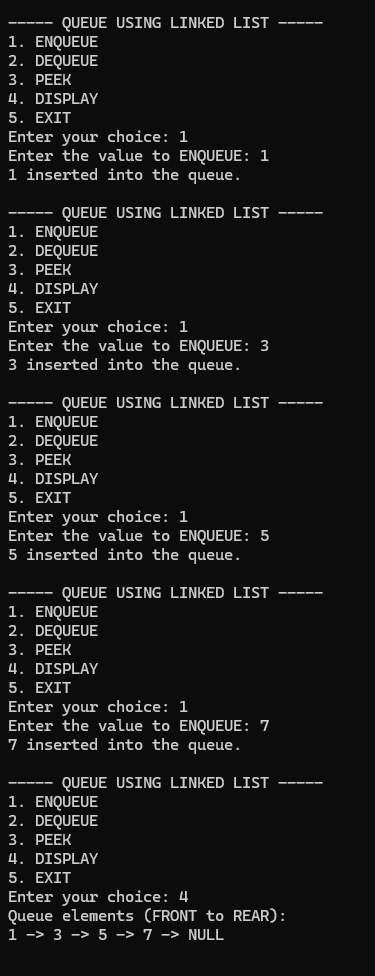 ----- QUEUE USING LINKED LIST -----
1. ENQUEUE
2. DEQUEUE
3. PEEK
4. DISPLAY
5. EXIT
Enter your choice: 1
Enter the value to ENQUEUE: 1
1 inserted into the queue.

----- QUEUE USING LINKED LIST -----
1. ENQUEUE
2. DEQUEUE
3. PEEK
4. DISPLAY
5. EXIT
Enter your choice: 1
Enter the value to ENQUEUE: 3
3 inserted into the queue.

----- QUEUE USING LINKED LIST -----
1. ENQUEUE
2. DEQUEUE
3. PEEK
4. DISPLAY
5. EXIT
Enter your choice: 1
Enter the value to ENQUEUE: 5
5 inserted into the queue.

----- QUEUE USING LINKED LIST -----
1. ENQUEUE
2. DEQUEUE
3. PEEK
4. DISPLAY
5. EXIT
Enter your choice: 1
Enter the value to ENQUEUE: 7
7 inserted into the queue.

----- QUEUE USING LINKED LIST -----
1. ENQUEUE
2. DEQUEUE
3. PEEK
4. DISPLAY
5. EXIT
Enter your choice: 4
Queue elements (FRONT to REAR):
1 -> 3 -> 5 -> 7 -> NULL